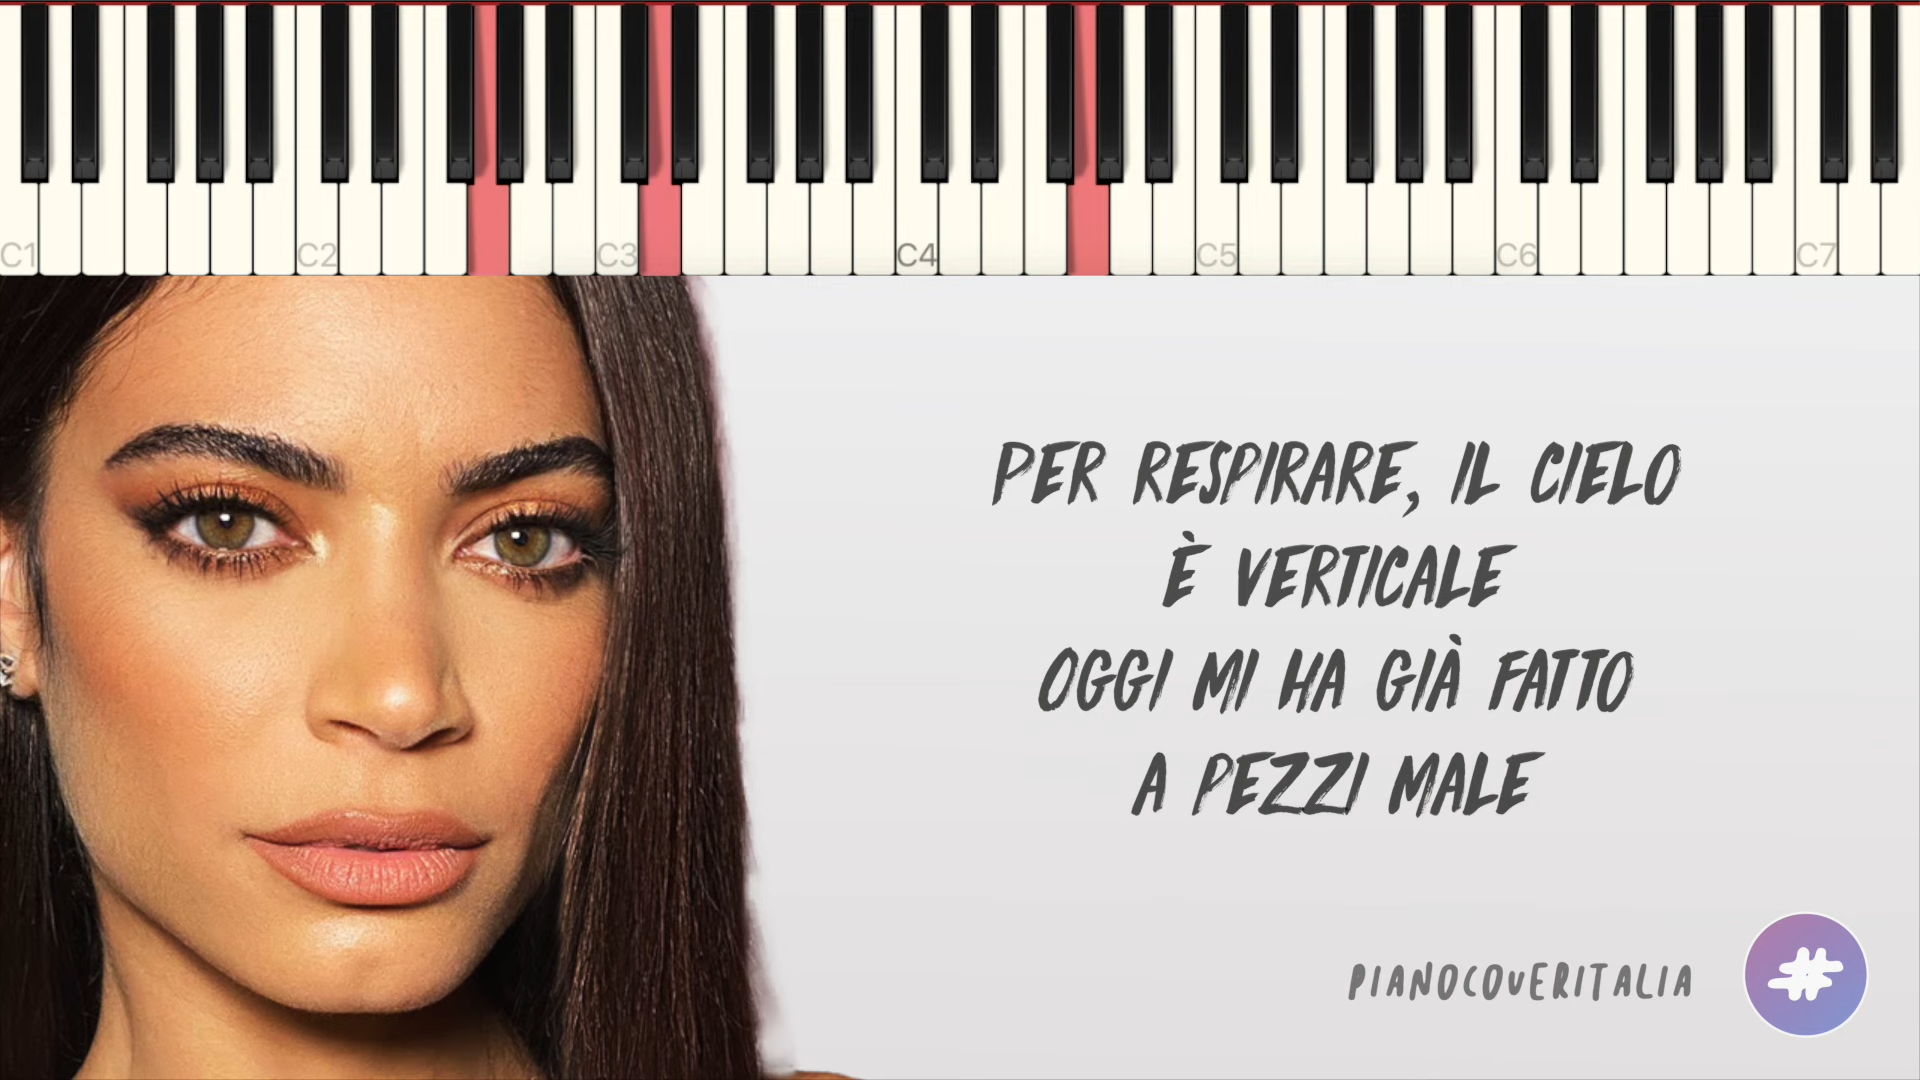 C1 C2 C3 C4 C5 C6 C7
PER RESPIRARE, IL CIELO
È VERTICALE
OGGI MI HA GIÀ FATTO
A PEZZI MALE
PIANOCOVERITALIA #